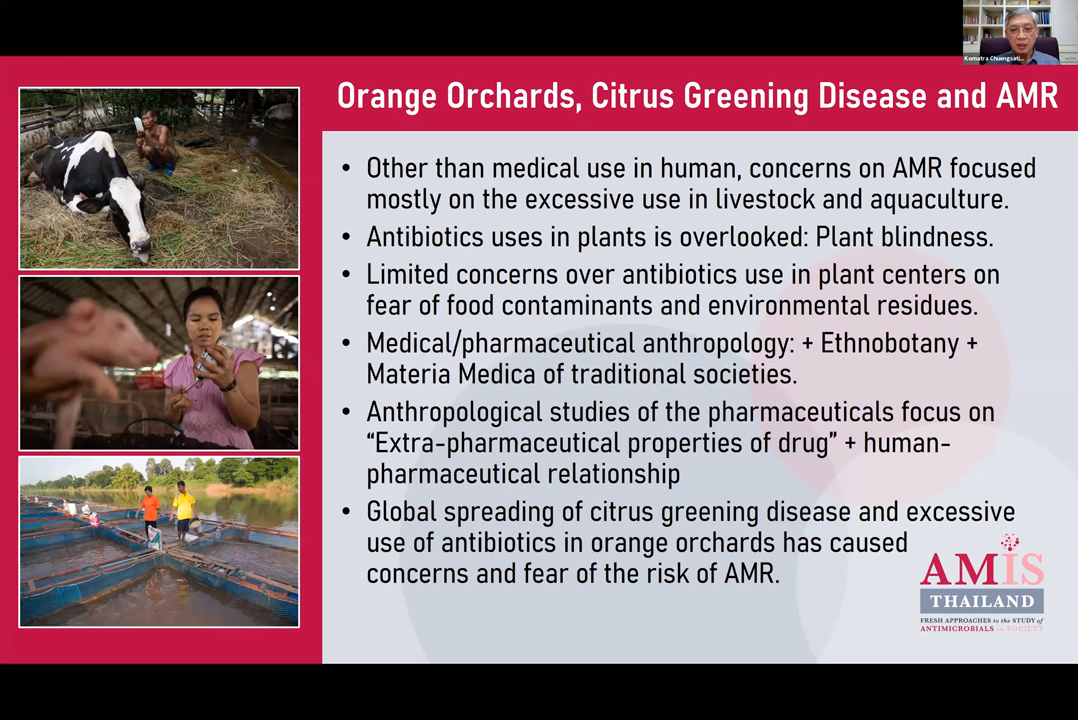 Komatra Chuengsati...
Orange Orchards, Citrus Greening Disease and AMR
• Other than medical use in human, concerns on AMR focused
mostly on the excessive use in livestock and aquaculture.
• Antibiotics uses in plants is overlooked: Plant blindness.
• Limited concerns over antibiotics use in plant centers on
fear of food contaminants and environmental residues.
• Medical/pharmaceutical anthropology: + Ethnobotany +
Materia Medica of traditional societies.
• Anthropological studies of the pharmaceuticals focus on
“Extra-pharmaceutical properties of drug” + human-
pharmaceutical relationship
• Global spreading of citrus greening disease and excessive
use of antibiotics in orange orchards has caused
concerns and fear of the risk of AMR.
AMIS
THAILAND
FRESH APPROACHES to the STUDY of
ANTIMICROBIALS in SOCIETY